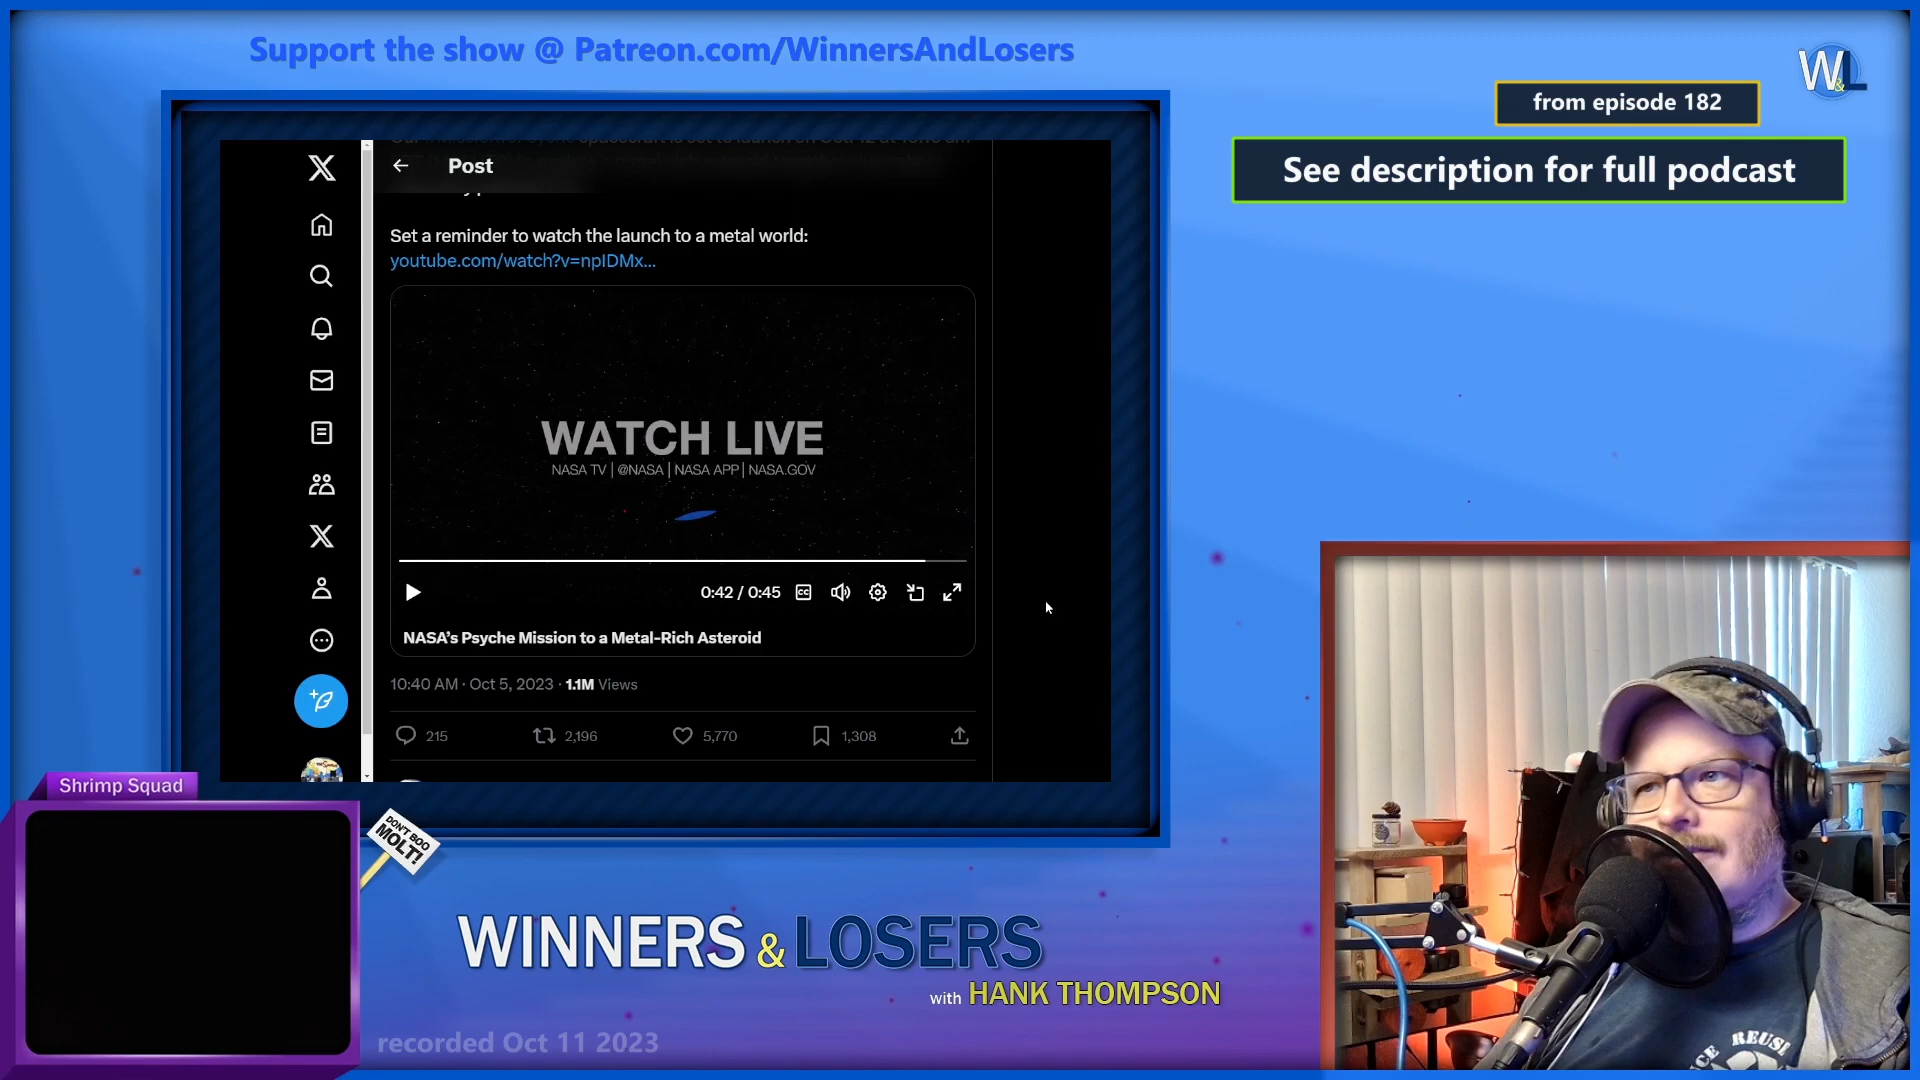 Support the show @ Patreon.com/WinnersAndLosers
W&L
from episode 182
See description for full podcast
Post
Set a reminder to watch the launch to a metal world:
youtube.com/watch?v=npIDMx...
WATCH LIVE
NASA TV | @NASA | NASA APP | NASA.GOV
0:42 / 0:45
NASA's Psyche Mission to a Metal-Rich Asteroid
10:40 AM · Oct 5, 2023 · 1.1M Views
215 2,196 5,770 1,308
Shrimp Squad
DON'T BOO
MOLT!
WINNERS & LOSERS
with HANK THOMPSON
recorded Oct 11 2023
REUSE